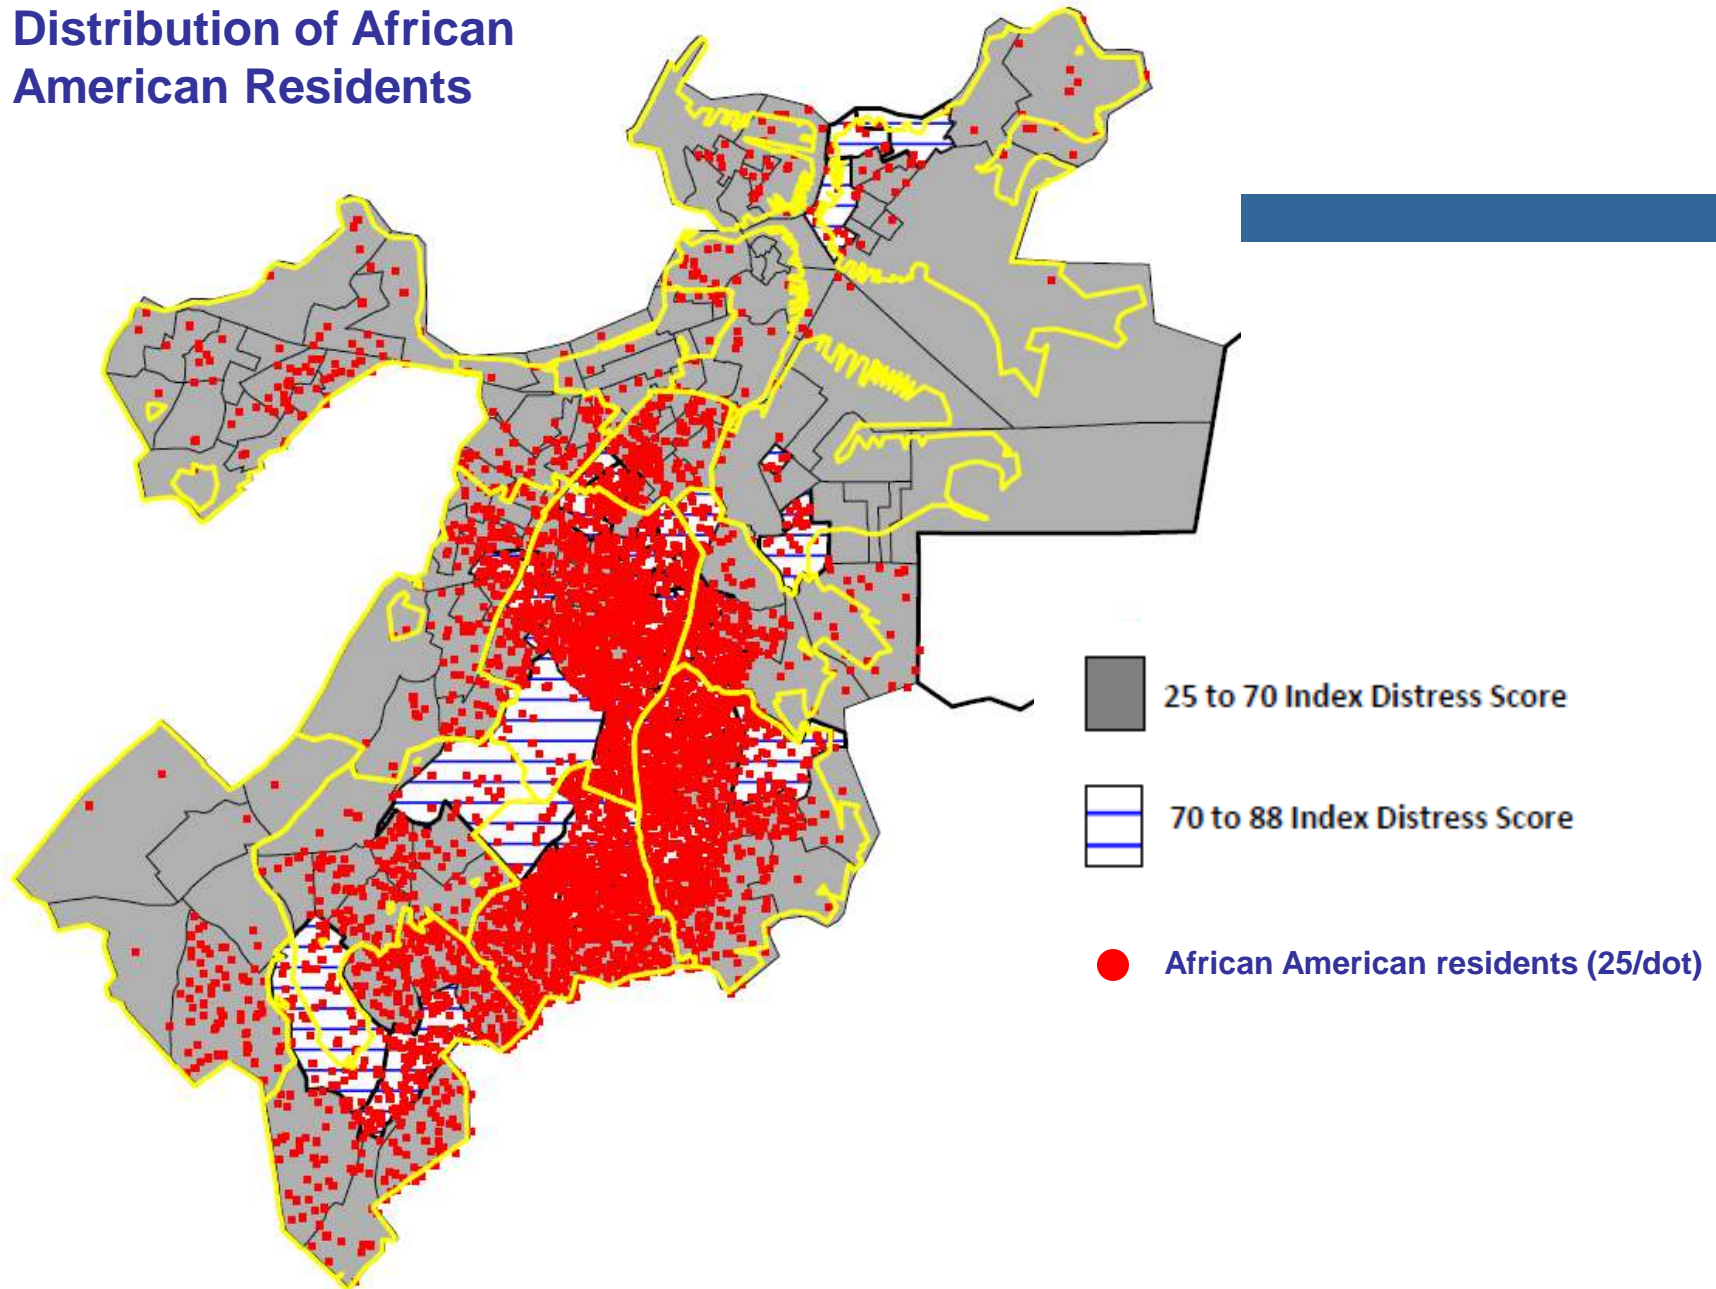 Distribution of African
American Residents
25 to 70 Index Distress Score
70 to 88 Index Distress Score
African American residents (25/dot)